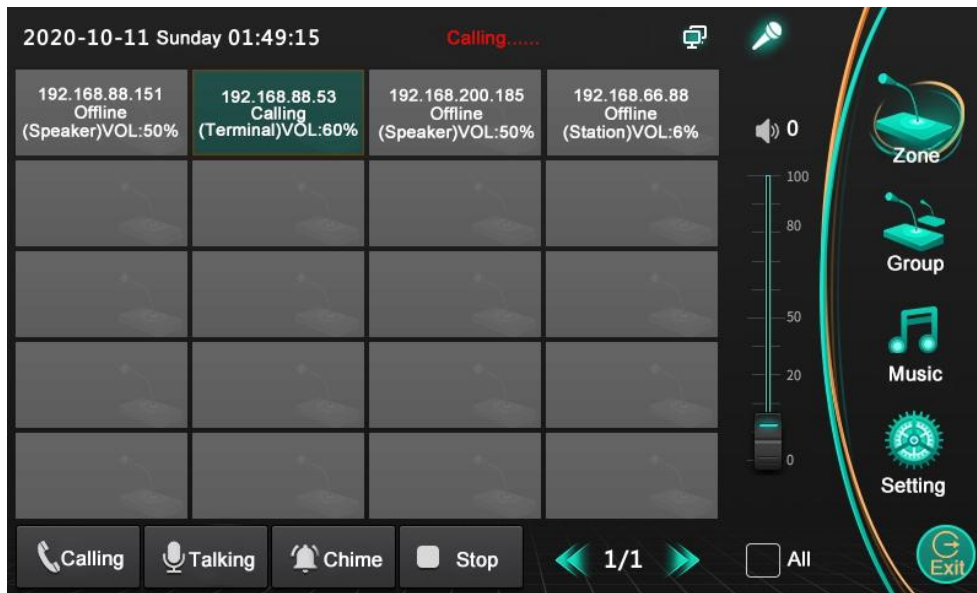 2020-10-11 Sunday 01:49:15
Calling......
192.168.88.151
Offline
(Speaker)VOL:50%
192.168.88.53
Calling
(Terminal)VOL:60%
192.168.200.185
Offline
(Speaker)VOL:50%
192.168.66.88
Offline
(Station)VOL:6%
0
100
80
50
20
0
Zone
Group
Music
Setting
Calling
Talking
Chime
Stop
1/1
All
Exit